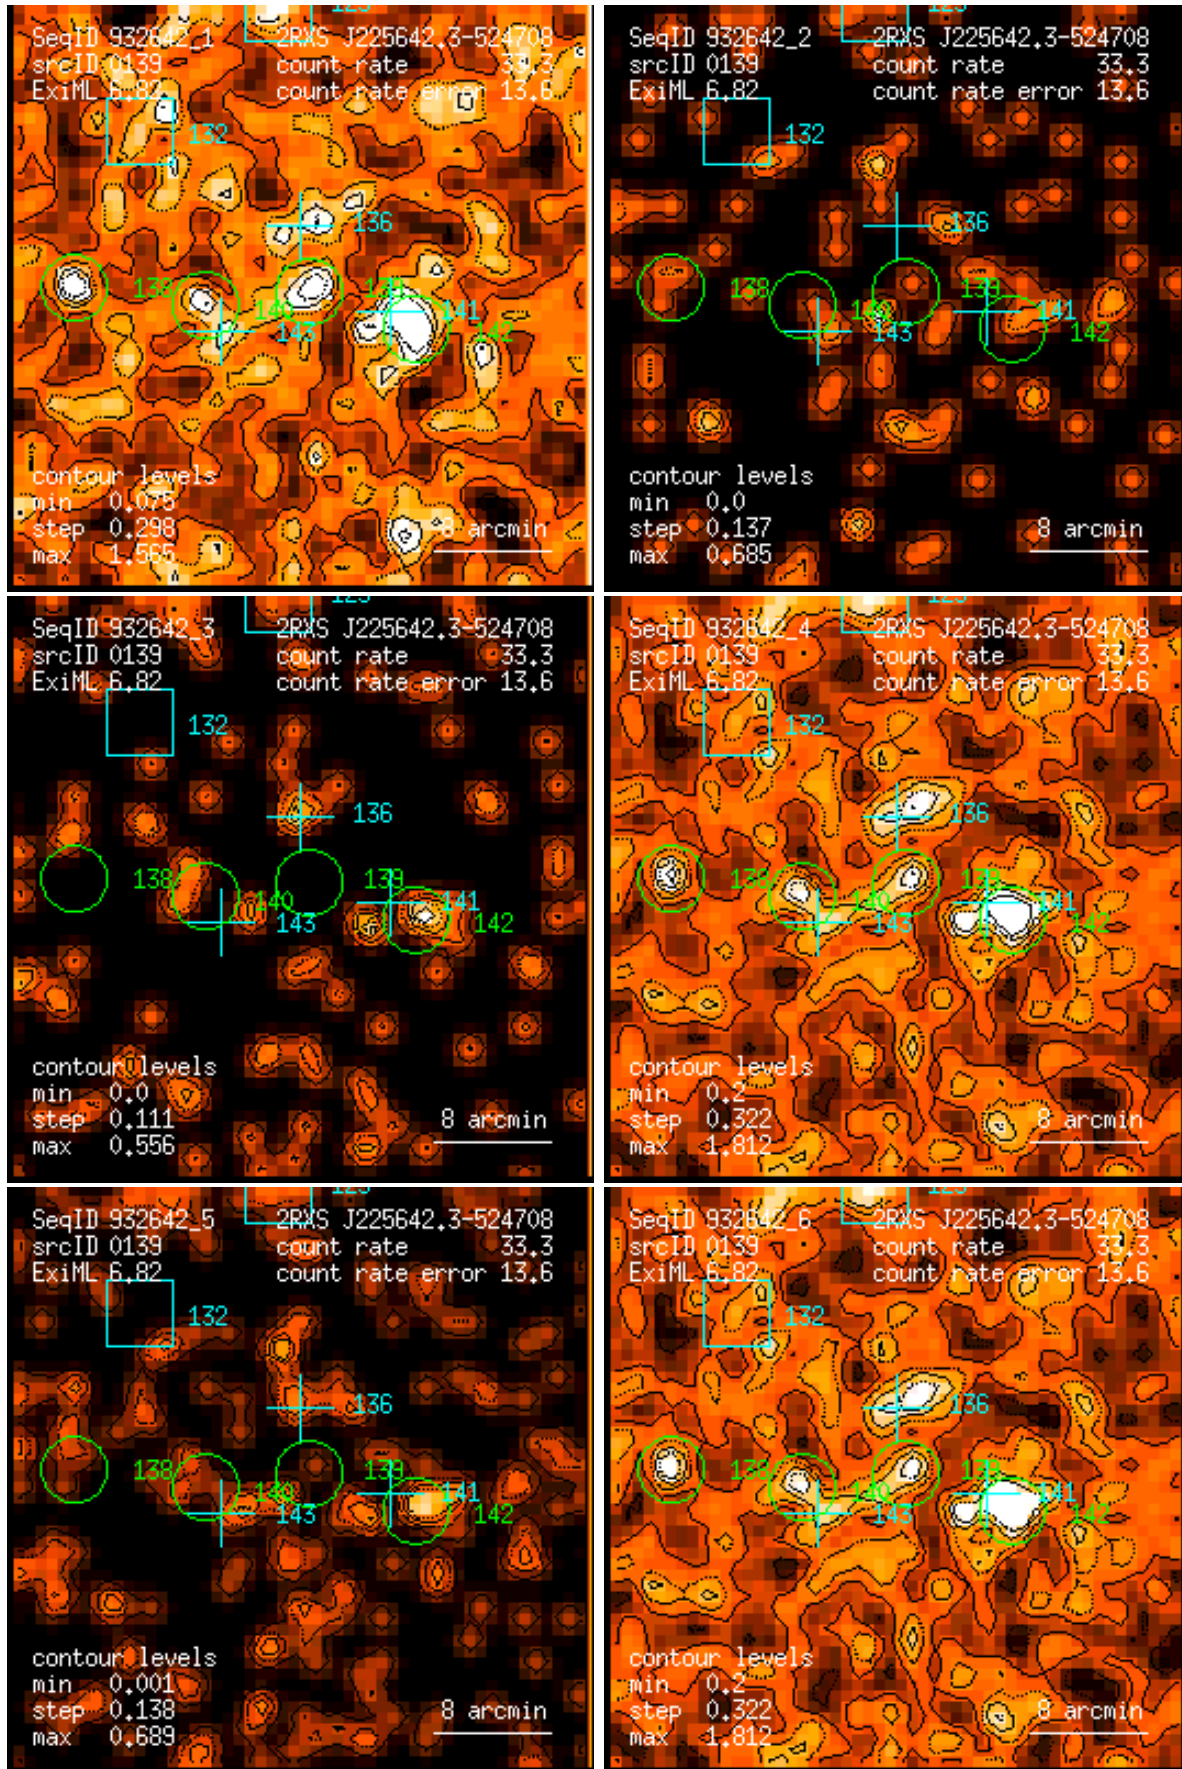 123
SeqID 932642_1 2RXS J225642.3-524708
srcID 0139 count rate 33.3
ExiML 6.82 count rate error 13.6
132
136
138 139
140 141
143 142
contour levels
min 0.075
step 0.298 8 arcmin
max 1.565
SeqID 932642_2 2RXS J225642.3-524708
srcID 0139 count rate 33.3
ExiML 6.82 count rate error 13.6
132
136
138 139
140 141
143 142
contour levels
min 0.0
step 0.137 8 arcmin
max 0.685
SeqID 932642_3 2RXS J225642.3-524708
srcID 0139 count rate 33.3
ExiML 6.82 count rate error 13.6
132
136
138 139
140 141
143 142
contour levels
min 0.0
step 0.111 8 arcmin
max 0.556
SeqID 932642_4 2RXS J225642.3-524708
srcID 0139 count rate 33.3
ExiML 6.82 count rate error 13.6
132
136
138 139
140 141
143 142
contour levels
min 0.2
step 0.322 8 arcmin
max 1.812
SeqID 932642_5 2RXS J225642.3-524708
srcID 0139 count rate 33.3
ExiML 6.82 count rate error 13.6
132
136
138 139
140 141
143 142
contour levels
min 0.001
step 0.138 8 arcmin
max 0.689
SeqID 932642_6 2RXS J225642.3-524708
srcID 0139 count rate 33.3
ExiML 6.82 count rate error 13.6
132
136
138 139
140 141
143 142
contour levels
min 0.2
step 0.322 8 arcmin
max 1.812